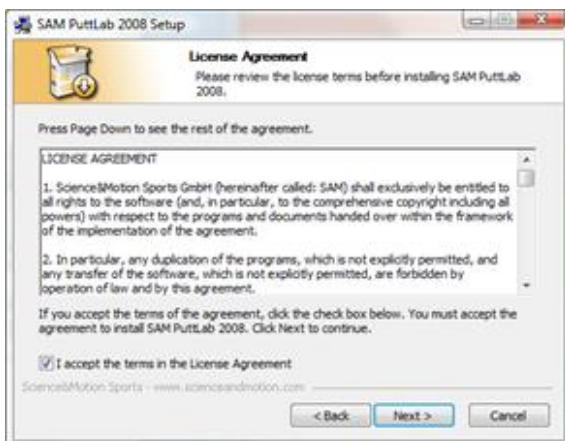 SAM PuttLab 2008 Setup
License Agreement
Please review the license terms before installing SAM PuttLab
2008.
Press Page Down to see the rest of the agreement.
LICENSE AGREEMENT
1. Science&Motion Sports GmbH (hereinafter called: SAM) shall exclusively be entitled to
all rights to the software (and, in particular, to the comprehensive copyright including all
powers) with respect to the programs and documents handed over within the framework
of the implementation of the agreement.
2. In particular, any duplication of the programs, which is not explicitly permitted, and
any transfer of the software, which is not explicitly permitted, are forbidden by
operation of law and by this agreement.
If you accept the terms of the agreement, click the check box below. You must accept the
agreement to install SAM PuttLab 2008. Click Next to continue.
I accept the terms in the License Agreement
Science&Motion Sports - www.scienceandmotion.com
< Back Next > Cancel